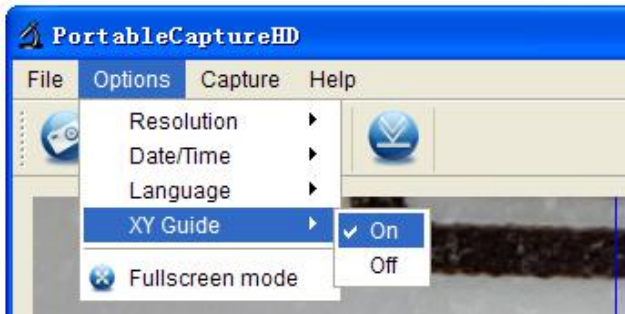 PortableCaptureHD
File Options Capture Help
Resolution
Date/Time
Language
XY Guide
On
Off
Fullscreen mode